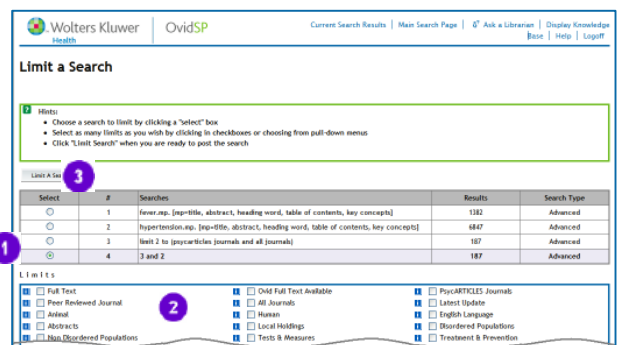 Wolters Kluwer Health OvidSP Current Search Results | Main Search Page | Ask a Librarian | Display Knowledge
Base | Help | Logoff
Limit a Search
? Hints:
• Choose a search to limit by clicking a "select" box
• Select as many limits as you wish by clicking in checkboxes or choosing from pull-down menus
• Click "Limit Search" when you are ready to post the search
Limit A 3
Select # Searches Results Search Type
1 fever.mp. [mp=title, abstract, heading word, table of contents, key concepts] 1382 Advanced
2 hypertension.mp. [mp=title, abstract, heading word, table of contents, key concepts] 6847 Advanced
3 limit 2 to (psycarticles journals and all journals) 187 Advanced
1 4 3 and 2 187 Advanced
Limits
Full Text Ovid Full Text Available PsycARTICLES Journals
Peer Reviewed Journal 2 All Journals Latest Update
Animal Human English Language
Abstracts Local Holdings Disordered Populations
Non Disordered Populations Tests & Measures Treatment & Prevention